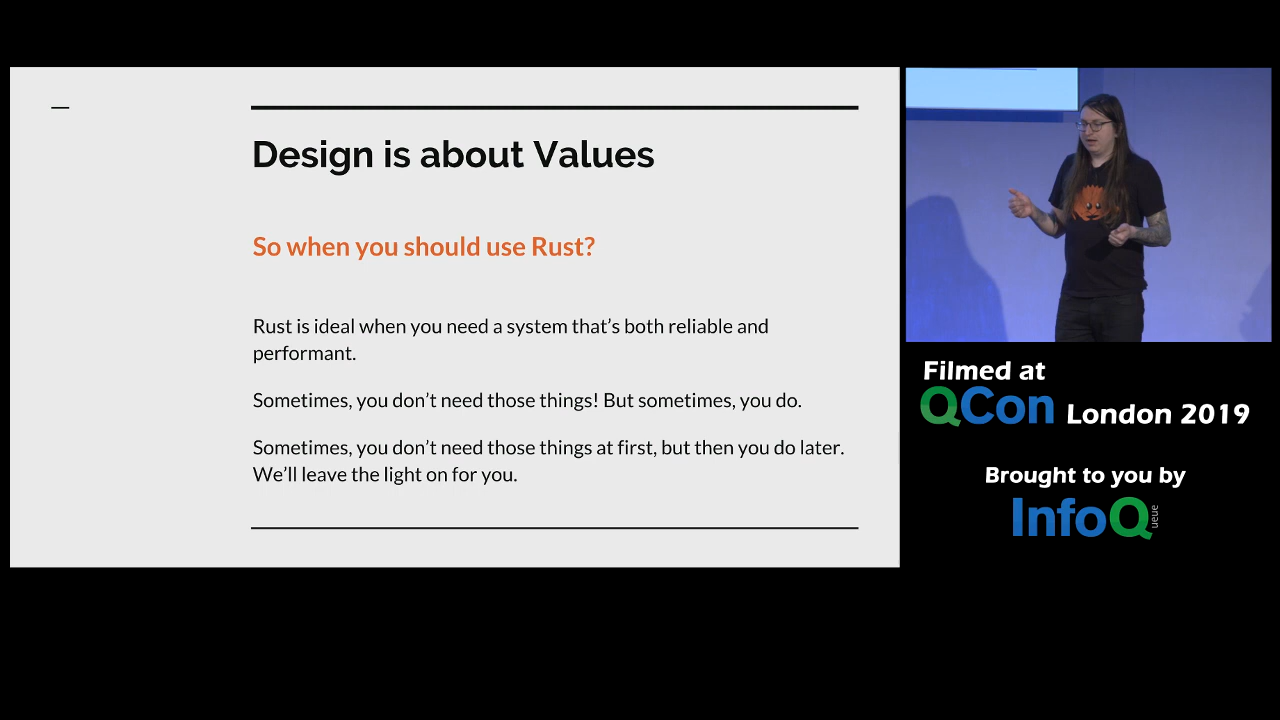 Design is about Values
So when you should use Rust?
Rust is ideal when you need a system that's both reliable and
performant.
Sometimes, you don't need those things! But sometimes, you do.
Sometimes, you don't need those things at first, but then you do later.
We'll leave the light on for you.
Filmed at
QCon London 2019
Brought to you by
InfoQueue